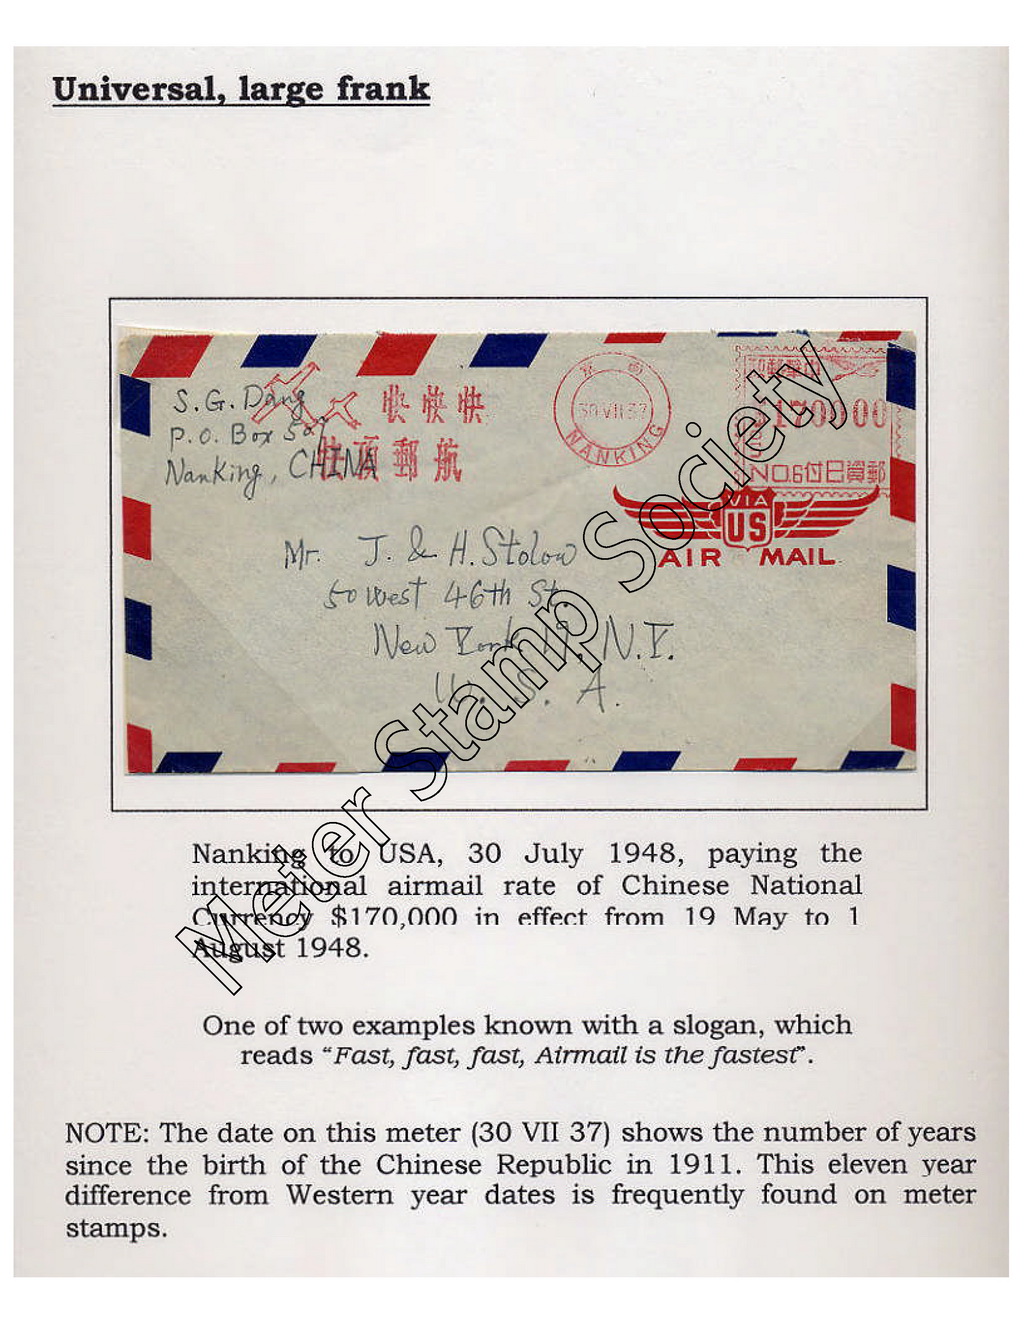 Universal, large frank
S. G. Dang
P.O. Box 507
Nanking, CHINA
快快快
快頂郵航
30 VII 37
NANKING
170000
NO.6付已資郵
VIA
US
AIR MAIL
Mr. J. & H. Stolow
50 West 46th St.
New York, N.Y.
U. S. A.
Nanking to USA, 30 July 1948, paying the
international airmail rate of Chinese National
Currency $170,000 in effect from 19 May to 1
August 1948.
One of two examples known with a slogan, which
reads “Fast, fast, fast, Airmail is the fastest”.
NOTE: The date on this meter (30 VII 37) shows the number of years
since the birth of the Chinese Republic in 1911. This eleven year
difference from Western year dates is frequently found on meter
stamps.
Meter Stamp Society